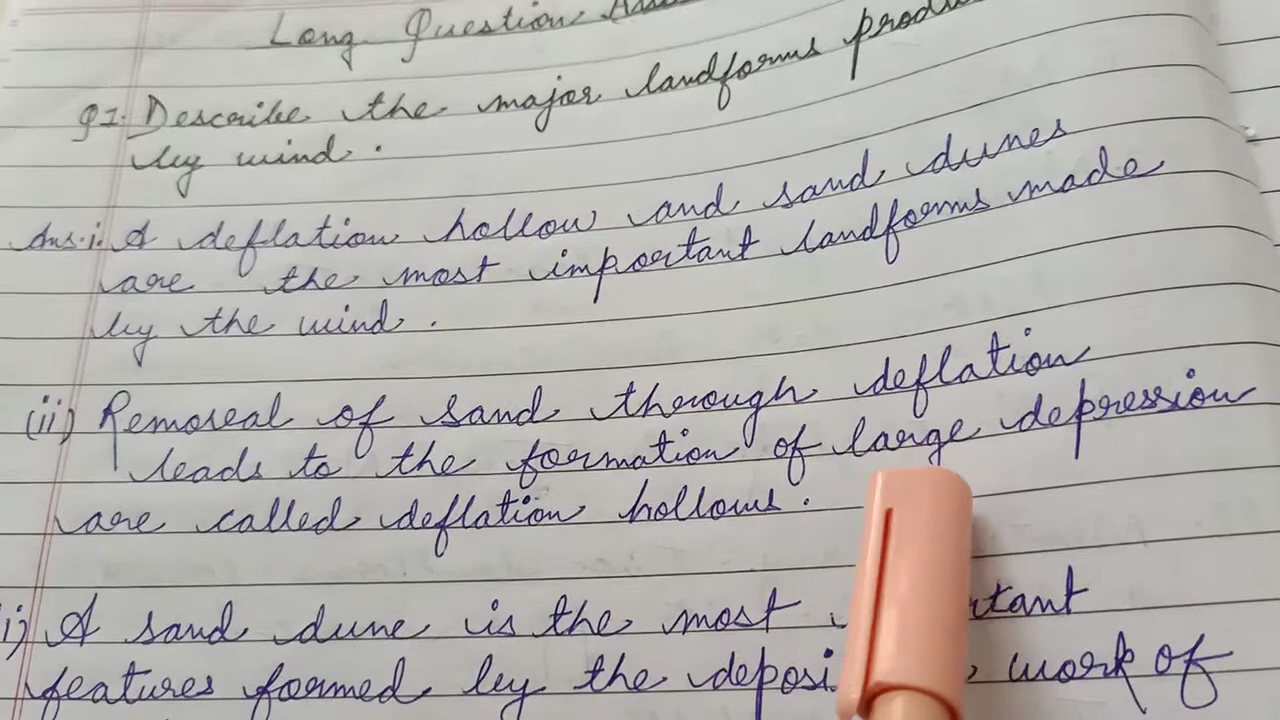 Long Question
Q1. Describe the major landforms
by wind.
Ans.i. A deflation hollow and sand dunes
are the most important landforms made
by the wind.
(ii) Removal of sand through deflation
leads to the formation of large depression
are called deflation hollows.
i) A sand dune is the most
features formed by the work of